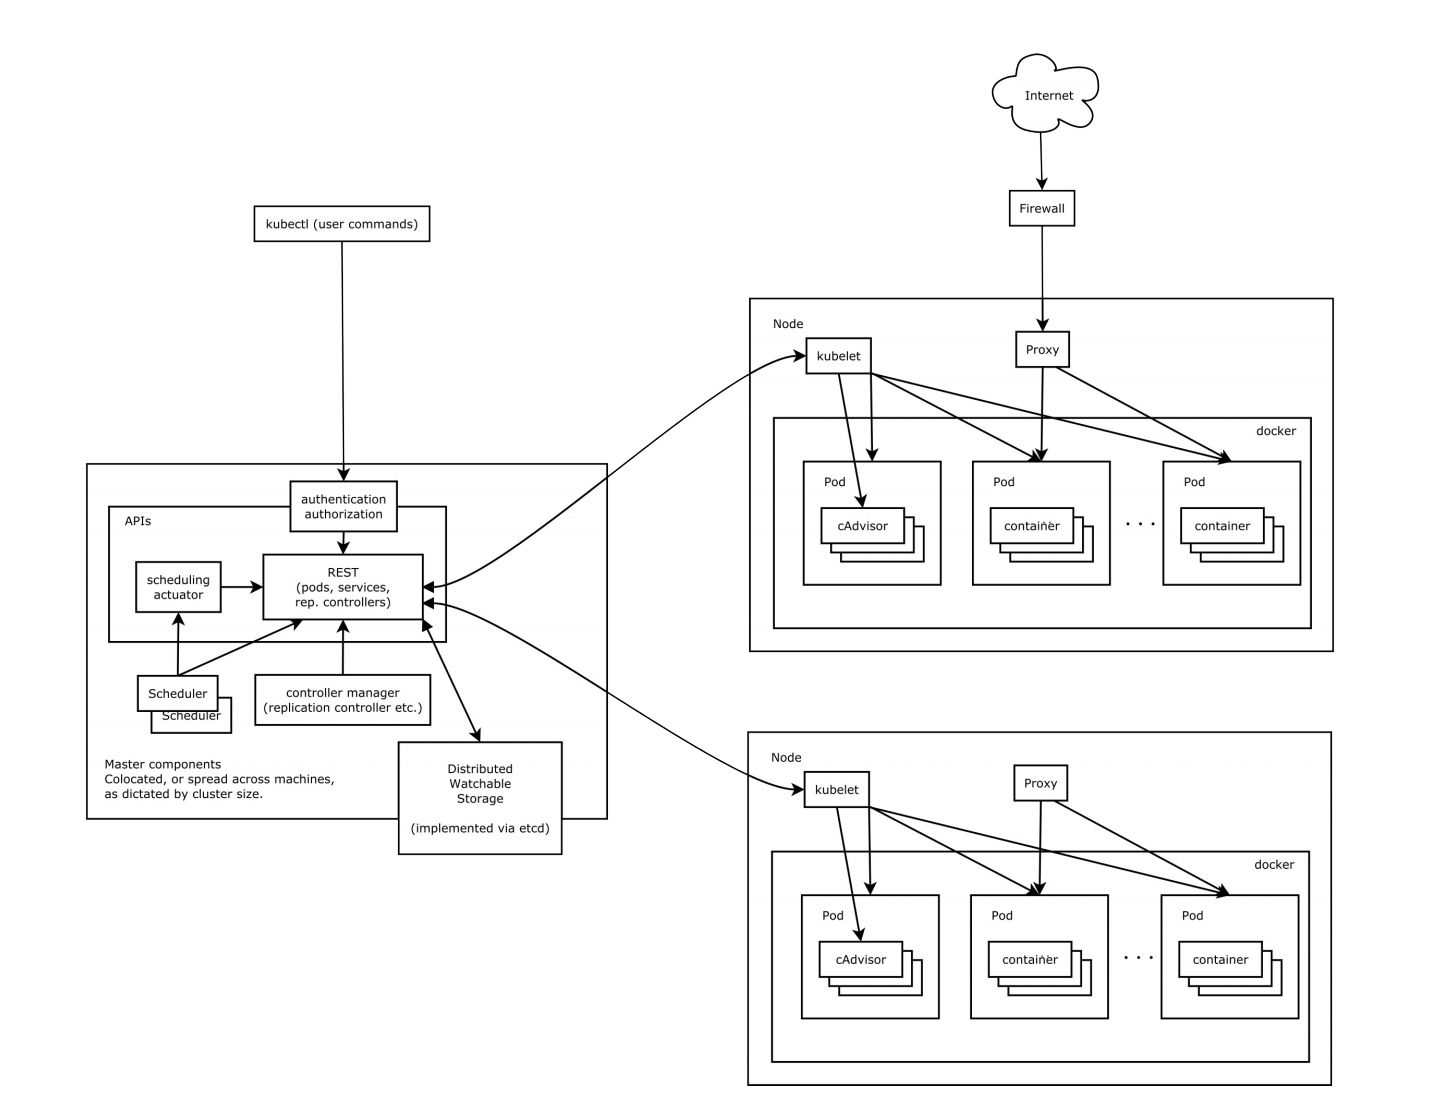 Internet
Firewall
kubectl (user commands)
Node
kubelet
Proxy
docker
Pod
Pod
Pod
cAdvisor
container
. . .
container
authentication
authorization
APIs
REST
(pods, services,
rep. controllers)
scheduling
actuator
Scheduler
Scheduler
controller manager
(replication controller etc.)
Master components
Colocated, or spread across machines,
as dictated by cluster size.
Distributed
Watchable
Storage
(implemented via etcd)
Node
kubelet
Proxy
docker
Pod
Pod
Pod
cAdvisor
container
. . .
container